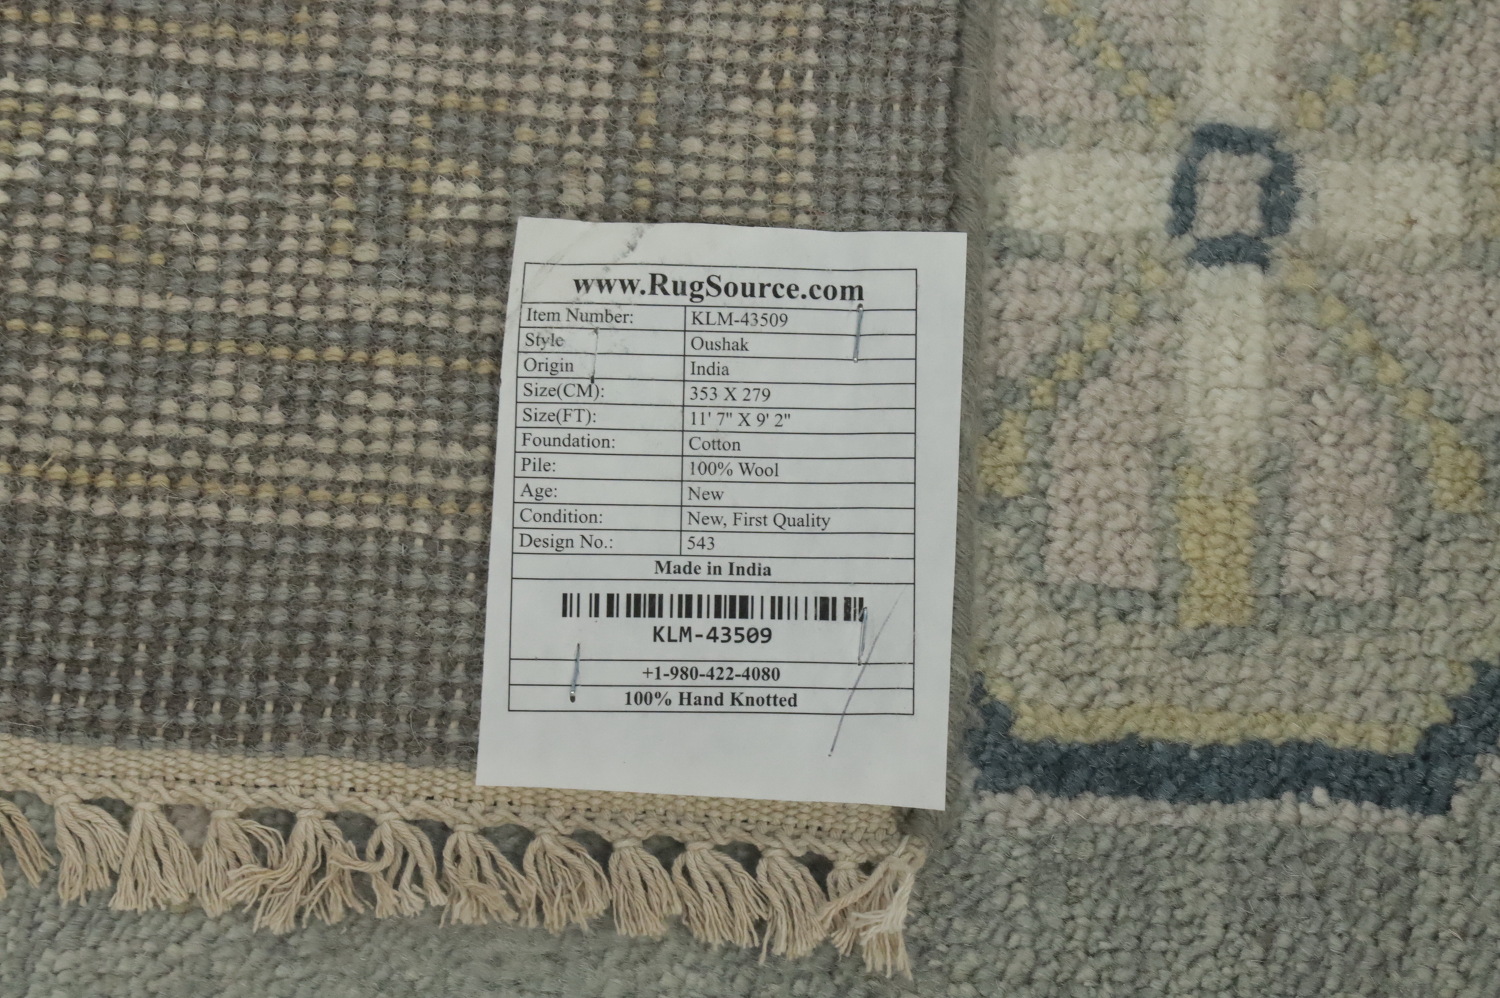 www.RugSource.com
Item Number: KLM-43509
Style Oushak
Origin India
Size(CM): 353 X 279
Size(FT): 11' 7" X 9' 2"
Foundation: Cotton
Pile: 100% Wool
Age: New
Condition: New, First Quality
Design No.: 543
Made in India
KLM-43509
+1-980-422-4080
100% Hand Knotted